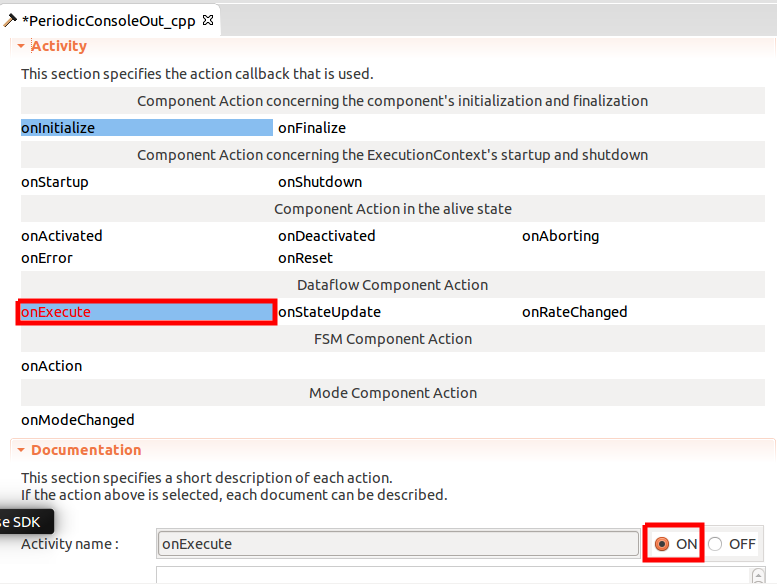 *PeriodicConsoleOut_cpp
Activity
This section specifies the action callback that is used.
Component Action concerning the component's initialization and finalization
onInitialize onFinalize
Component Action concerning the ExecutionContext's startup and shutdown
onStartup onShutdown
Component Action in the alive state
onActivated onDeactivated onAborting
onError onReset
Dataflow Component Action
onExecute onStateUpdate onRateChanged
FSM Component Action
onAction
Mode Component Action
onModeChanged
Documentation
This section specifies a short description of each action.
If the action above is selected, each document can be described.
se SDK
Activity name : onExecute ON OFF